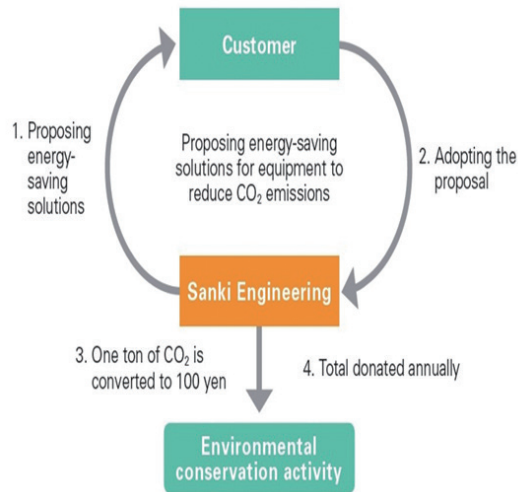 Customer
1. Proposing
energy-
saving
solutions
Proposing energy-saving
solutions for equipment to
reduce CO₂ emissions
2. Adopting the
proposal
Sanki Engineering
3. One ton of CO₂ is
converted to 100 yen
4. Total donated annually
Environmental
conservation activity